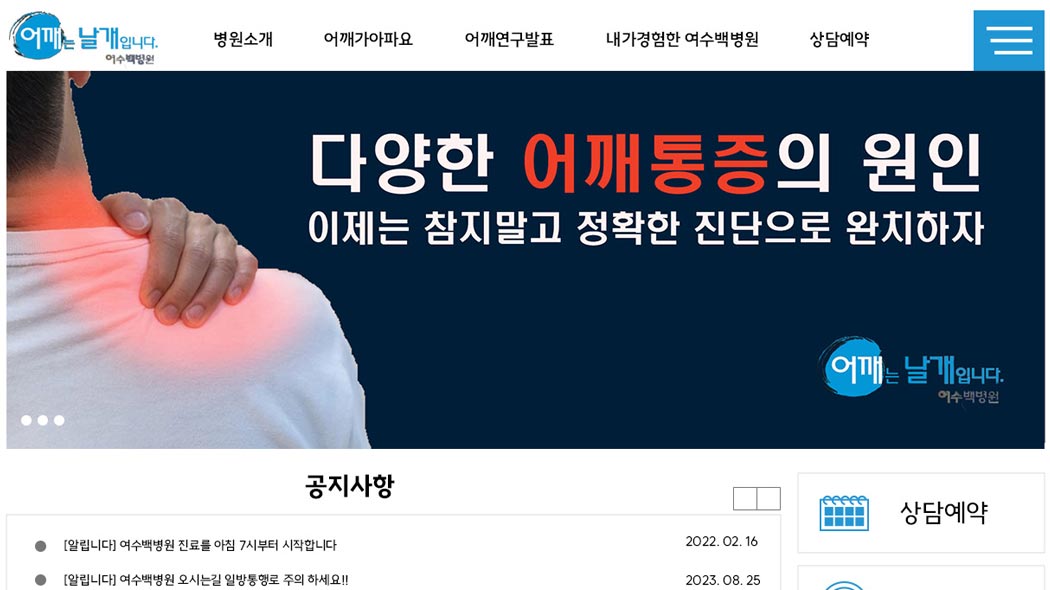 어깨는 날개입니다.
여수백병원
병원소개 어깨가아파요 어깨연구발표 내가경험한 여수백병원 상담예약
다양한 어깨통증의 원인
이제는 참지말고 정확한 진단으로 완치하자
어깨는 날개입니다.
여수백병원
공지사항
상담예약
[알립니다] 여수백병원 진료를 아침 7시부터 시작합니다 2022. 02. 16
[알립니다] 여수백병원 오시는길 일방통행로 주의 하세요!! 2023. 08. 25